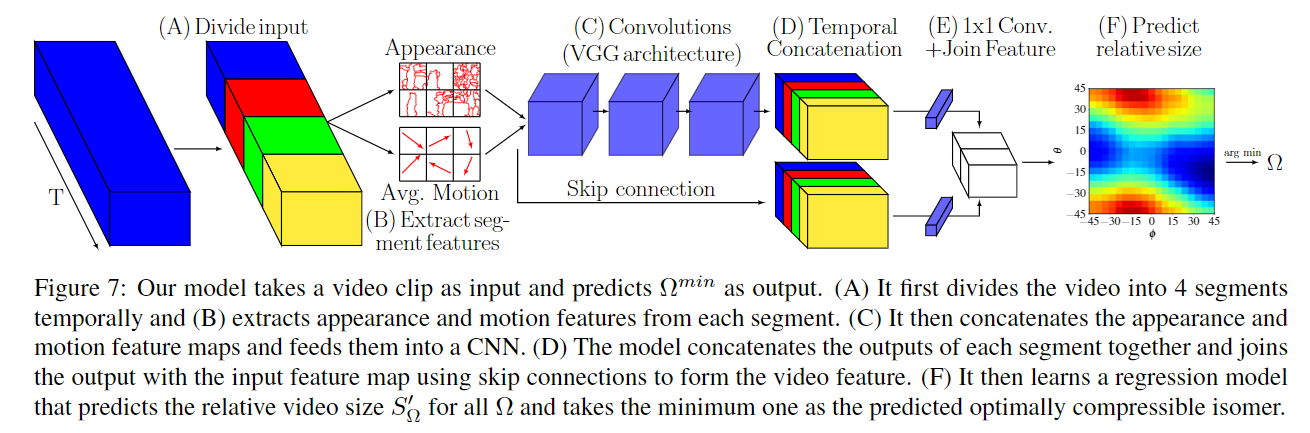 (A) Divide input
T
Appearance
Avg. Motion
(B) Extract seg-
ment features
(C) Convolutions
(VGG architecture)
Skip connection
(D) Temporal
Concatenation
(E) 1x1 Conv.
+Join Feature
(F) Predict
relative size
45
30
15
0
−15
−30
−45
θ
−45 −30 −15 0 15 30 45
ϕ
arg min
Ω
Figure 7: Our model takes a video clip as input and predicts Ω^{min} as output. (A) It first divides the video into 4 segments
temporally and (B) extracts appearance and motion features from each segment. (C) It then concatenates the appearance and
motion feature maps and feeds them into a CNN. (D) The model concatenates the outputs of each segment together and joins
the output with the input feature map using skip connections to form the video feature. (F) It then learns a regression model
that predicts the relative video size S′_Ω for all Ω and takes the minimum one as the predicted optimally compressible isomer.